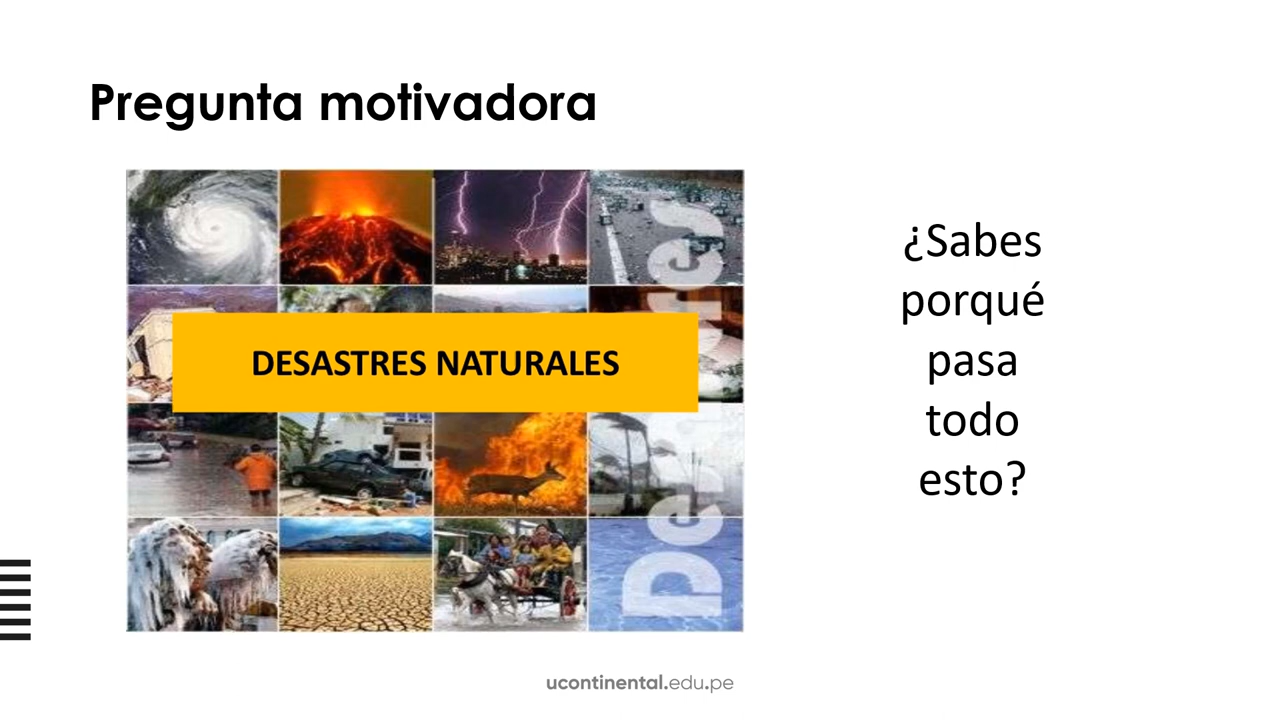 Pregunta motivadora
DESASTRES NATURALES
¿Sabes
porqué
pasa
todo
esto?
ucontinental.edu.pe